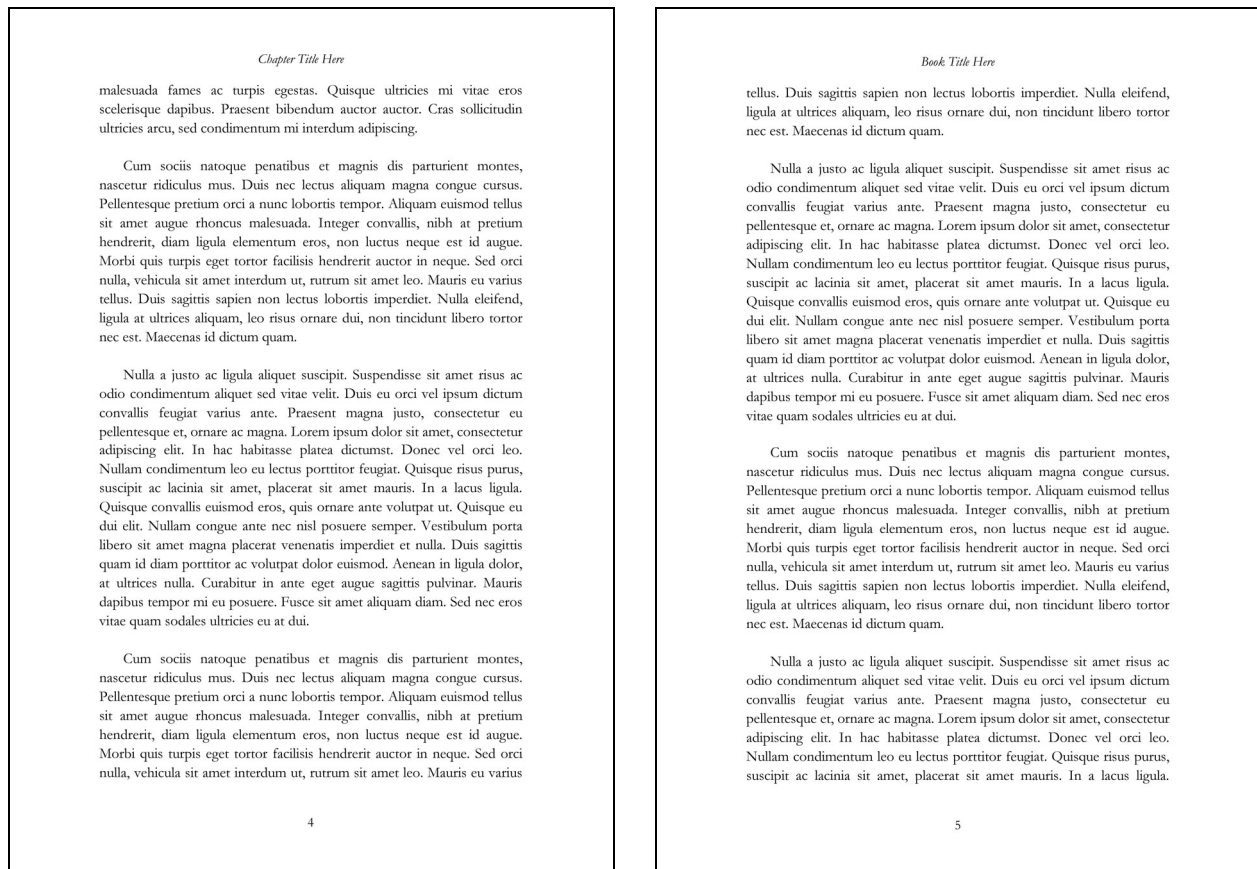 Chapter Title Here
malesuada fames ac turpis egestas. Quisque ultricies mi vitae eros
scelerisque dapibus. Praesent bibendum auctor auctor. Cras sollicitudin
ultricies arcu, sed condimentum mi interdum adipiscing.
Cum sociis natoque penatibus et magnis dis parturient montes,
nascetur ridiculus mus. Duis nec lectus aliquam magna congue cursus.
Pellentesque pretium orci a nunc lobortis tempor. Aliquam euismod tellus
sit amet augue rhoncus malesuada. Integer convallis, nibh at pretium
hendrerit, diam ligula elementum eros, non luctus neque est id augue.
Morbi quis turpis eget tortor facilisis hendrerit auctor in neque. Sed orci
nulla, vehicula sit amet interdum ut, rutrum sit amet leo. Mauris eu varius
tellus. Duis sagittis sapien non lectus lobortis imperdiet. Nulla eleifend,
ligula at ultrices aliquam, leo risus ornare dui, non tincidunt libero tortor
nec est. Maecenas id dictum quam.
Nulla a justo ac ligula aliquet suscipit. Suspendisse sit amet risus ac
odio condimentum aliquet sed vitae velit. Duis eu orci vel ipsum dictum
convallis feugiat varius ante. Praesent magna justo, consectetur eu
pellentesque et, ornare ac magna. Lorem ipsum dolor sit amet, consectetur
adipiscing elit. In hac habitasse platea dictumst. Donec vel orci leo.
Nullam condimentum leo eu lectus porttitor feugiat. Quisque risus purus,
suscipit ac lacinia sit amet, placerat sit amet mauris. In a lacus ligula.
Quisque convallis euismod eros, quis ornare ante volutpat ut. Quisque eu
dui elit. Nullam congue ante nec nisl posuere semper. Vestibulum porta
libero sit amet magna placerat venenatis imperdiet et nulla. Duis sagittis
quam id diam porttitor ac volutpat dolor euismod. Aenean in ligula dolor,
at ultrices nulla. Curabitur in ante eget augue sagittis pulvinar. Mauris
dapibus tempor mi eu posuere. Fusce sit amet aliquam diam. Sed nec eros
vitae quam sodales ultricies eu at dui.
Cum sociis natoque penatibus et magnis dis parturient montes,
nascetur ridiculus mus. Duis nec lectus aliquam magna congue cursus.
Pellentesque pretium orci a nunc lobortis tempor. Aliquam euismod tellus
sit amet augue rhoncus malesuada. Integer convallis, nibh at pretium
hendrerit, diam ligula elementum eros, non luctus neque est id augue.
Morbi quis turpis eget tortor facilisis hendrerit auctor in neque. Sed orci
nulla, vehicula sit amet interdum ut, rutrum sit amet leo. Mauris eu varius
4
Book Title Here
tellus. Duis sagittis sapien non lectus lobortis imperdiet. Nulla eleifend,
ligula at ultrices aliquam, leo risus ornare dui, non tincidunt libero tortor
nec est. Maecenas id dictum quam.
Nulla a justo ac ligula aliquet suscipit. Suspendisse sit amet risus ac
odio condimentum aliquet sed vitae velit. Duis eu orci vel ipsum dictum
convallis feugiat varius ante. Praesent magna justo, consectetur eu
pellentesque et, ornare ac magna. Lorem ipsum dolor sit amet, consectetur
adipiscing elit. In hac habitasse platea dictumst. Donec vel orci leo.
Nullam condimentum leo eu lectus porttitor feugiat. Quisque risus purus,
suscipit ac lacinia sit amet, placerat sit amet mauris. In a lacus ligula.
Quisque convallis euismod eros, quis ornare ante volutpat ut. Quisque eu
dui elit. Nullam congue ante nec nisl posuere semper. Vestibulum porta
libero sit amet magna placerat venenatis imperdiet et nulla. Duis sagittis
quam id diam porttitor ac volutpat dolor euismod. Aenean in ligula dolor,
at ultrices nulla. Curabitur in ante eget augue sagittis pulvinar. Mauris
dapibus tempor mi eu posuere. Fusce sit amet aliquam diam. Sed nec eros
vitae quam sodales ultricies eu at dui.
Cum sociis natoque penatibus et magnis dis parturient montes,
nascetur ridiculus mus. Duis nec lectus aliquam magna congue cursus.
Pellentesque pretium orci a nunc lobortis tempor. Aliquam euismod tellus
sit amet augue rhoncus malesuada. Integer convallis, nibh at pretium
hendrerit, diam ligula elementum eros, non luctus neque est id augue.
Morbi quis turpis eget tortor facilisis hendrerit auctor in neque. Sed orci
nulla, vehicula sit amet interdum ut, rutrum sit amet leo. Mauris eu varius
tellus. Duis sagittis sapien non lectus lobortis imperdiet. Nulla eleifend,
ligula at ultrices aliquam, leo risus ornare dui, non tincidunt libero tortor
nec est. Maecenas id dictum quam.
Nulla a justo ac ligula aliquet suscipit. Suspendisse sit amet risus ac
odio condimentum aliquet sed vitae velit. Duis eu orci vel ipsum dictum
convallis feugiat varius ante. Praesent magna justo, consectetur eu
pellentesque et, ornare ac magna. Lorem ipsum dolor sit amet, consectetur
adipiscing elit. In hac habitasse platea dictumst. Donec vel orci leo.
Nullam condimentum leo eu lectus porttitor feugiat. Quisque risus purus,
suscipit ac lacinia sit amet, placerat sit amet mauris. In a lacus ligula.
5